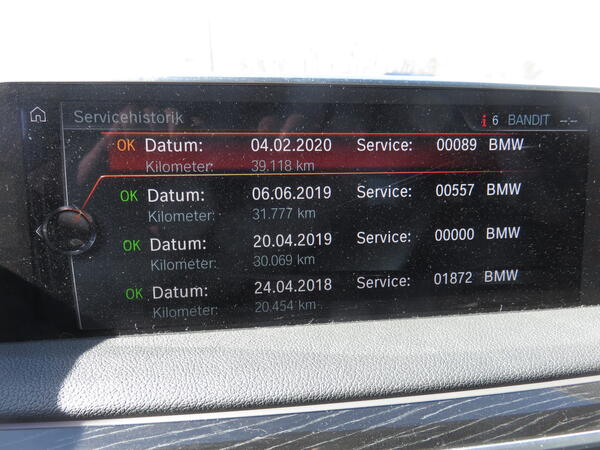 Servicehistorik 6 BANDIT --:--
OK Datum: 04.02.2020 Service: 00089 BMW
Kilometer: 39.118 km
OK Datum: 06.06.2019 Service: 00557 BMW
Kilometer: 31.777 km
OK Datum: 20.04.2019 Service: 00000 BMW
Kilometer: 30.069 km
OK Datum: 24.04.2018 Service: 01872 BMW
Kilometer: 20.454 km